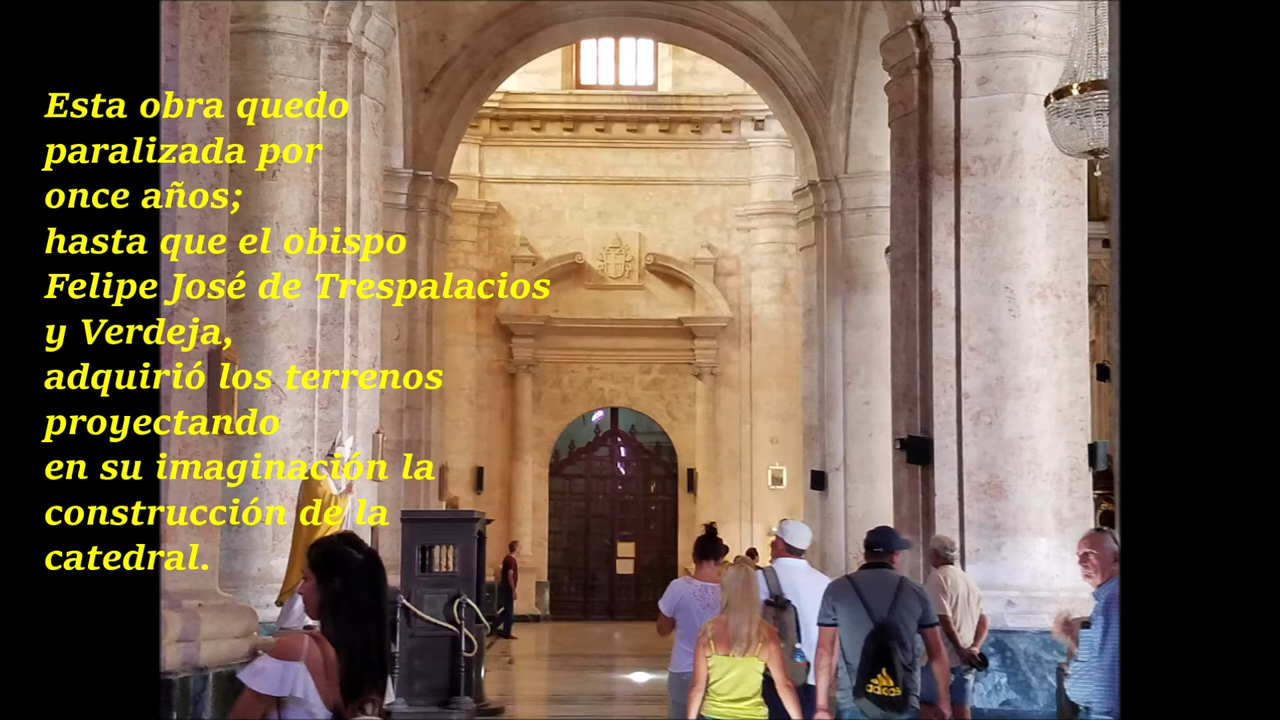 Esta obra quedo
paralizada por
once años;
hasta que el obispo
Felipe José de Trespalacios
y Verdeja,
adquirió los terrenos
proyectando
en su imaginación la
construcción de la
catedral.
adidas